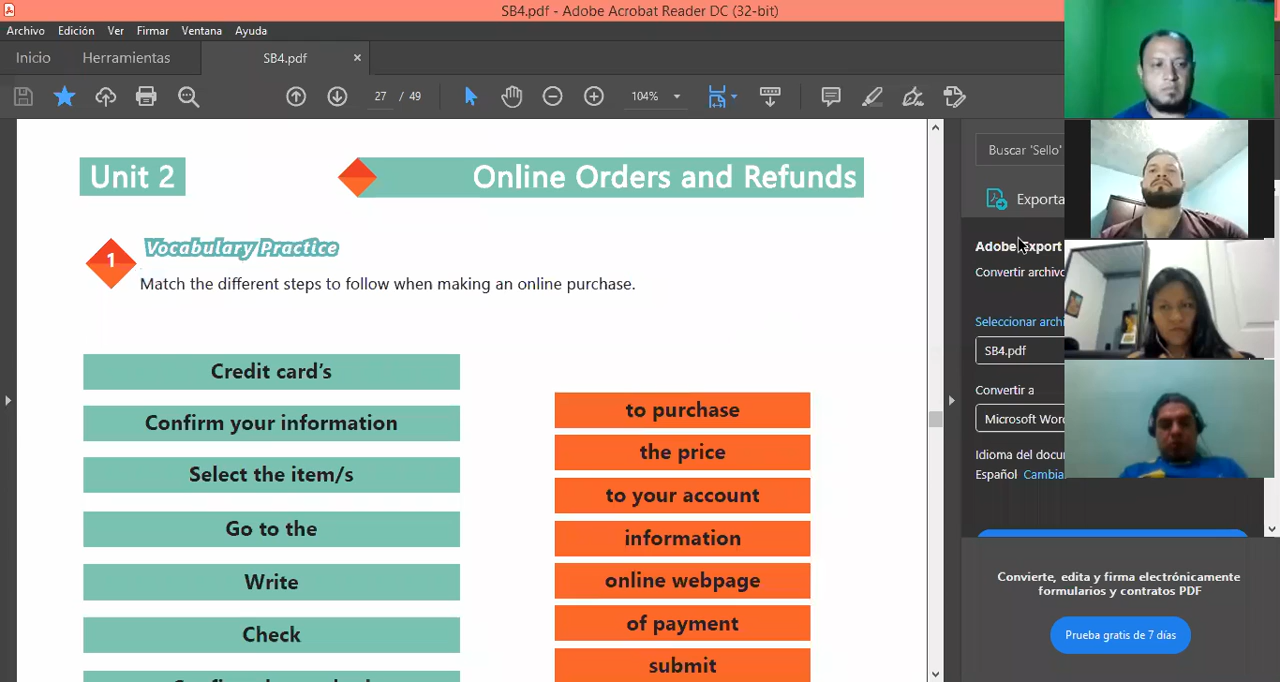 SB4.pdf - Adobe Acrobat Reader DC (32-bit)
Archivo Edición Ver Firmar Ventana Ayuda
Inicio Herramientas SB4.pdf ×
27 / 49 104%
Unit 2 Online Orders and Refunds
1 Vocabulary Practice
Match the different steps to follow when making an online purchase.
Credit card's
Confirm your information
Select the item/s
Go to the
Write
Check
to purchase
the price
to your account
information
online webpage
of payment
submit
Buscar 'Sello'
Exporta
Adobe Export
Convertir archivo
Seleccionar archi
SB4.pdf
Convertir a
Microsoft Word
Idioma del docu
Español Cambia
Convierte, edita y firma electrónicamente
formularios y contratos PDF
Prueba gratis de 7 días